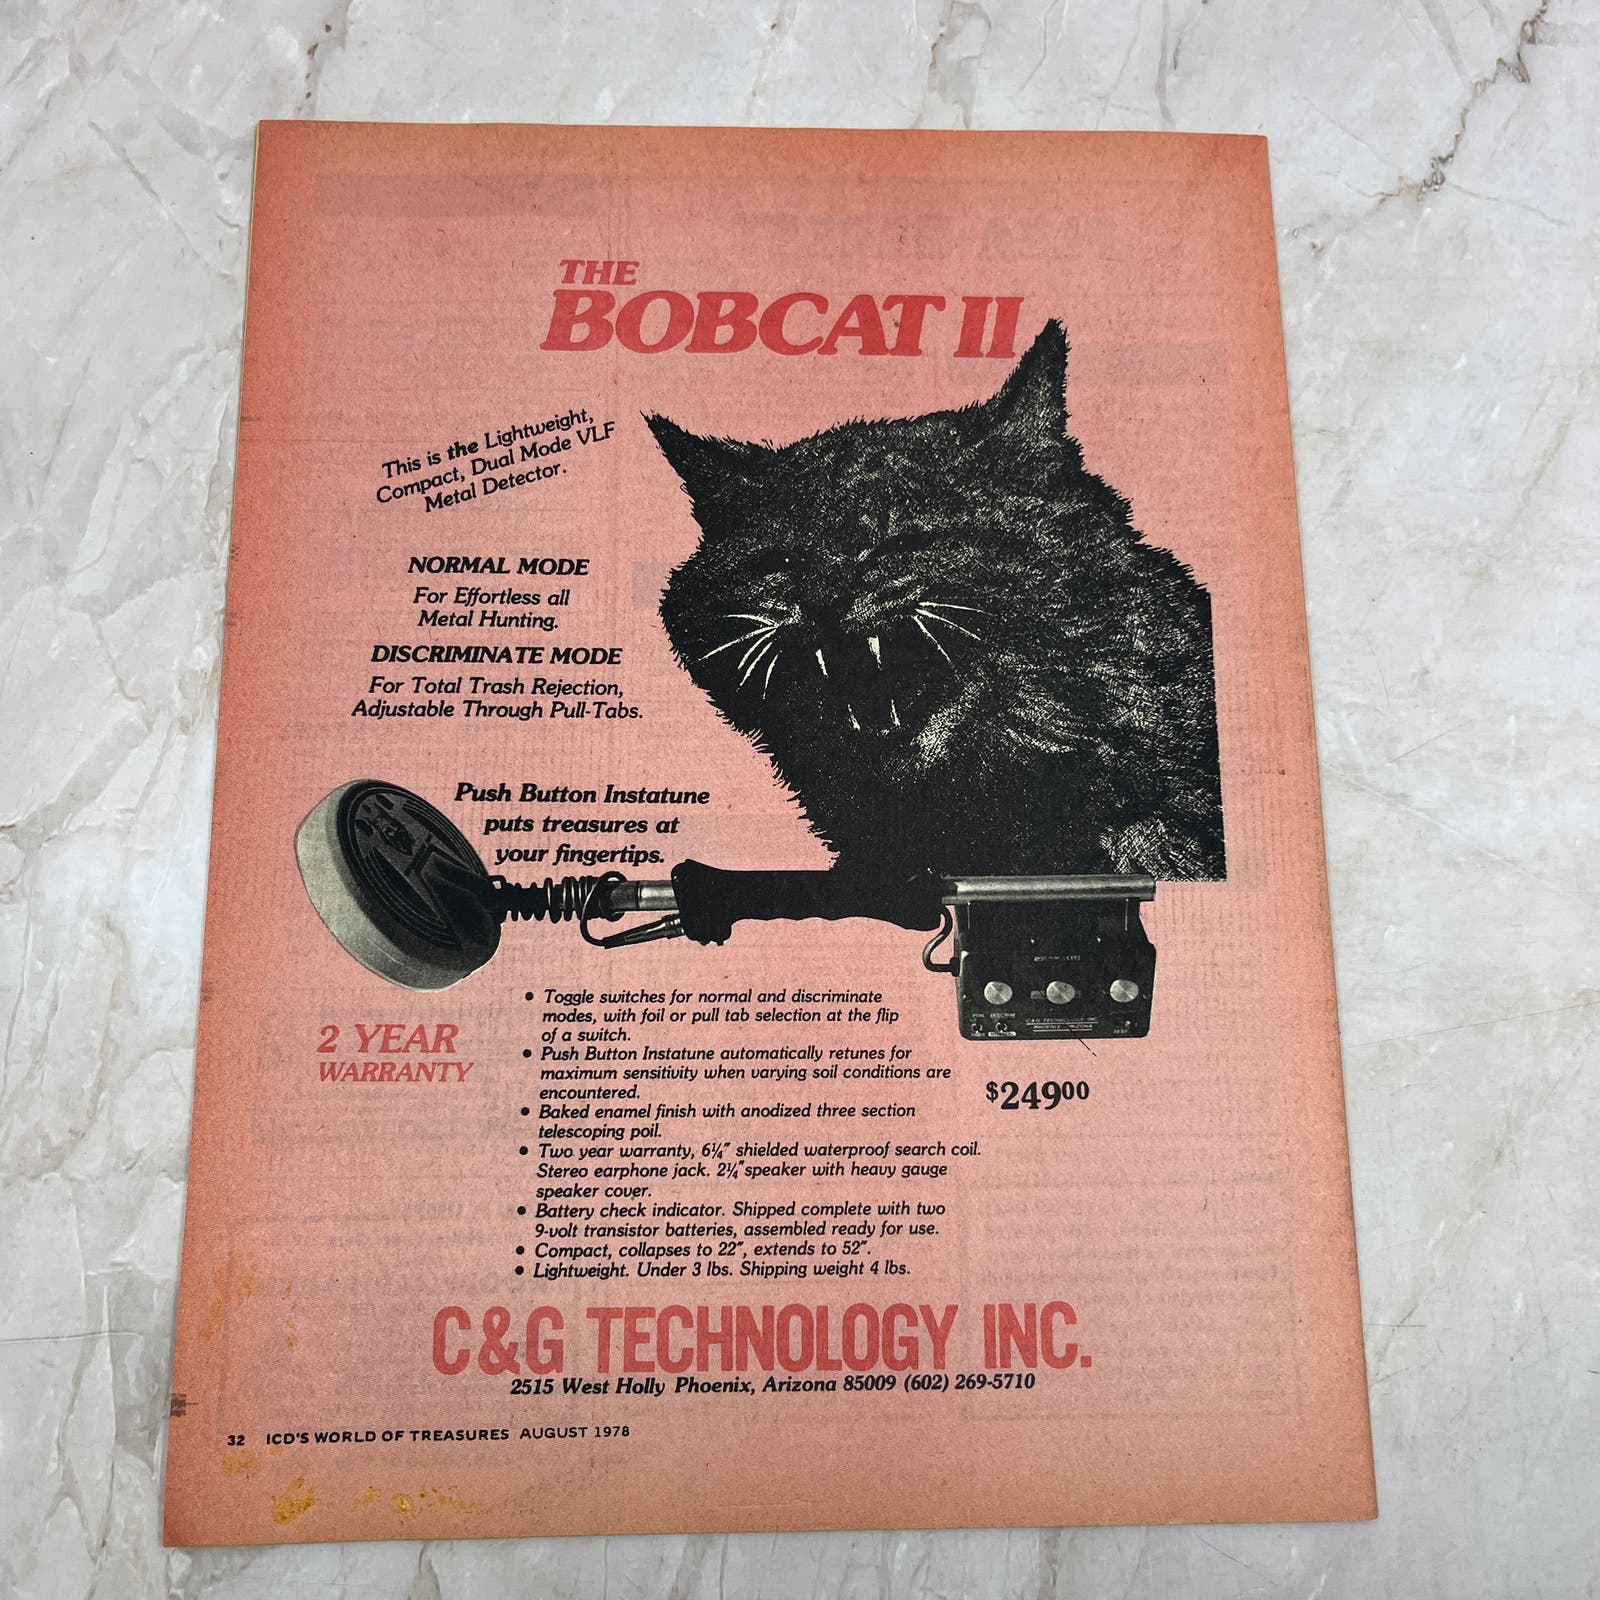 THE
BOBCAT II
This is the Lightweight,
Compact, Dual Mode VLF
Metal Detector.
NORMAL MODE
For Effortless all
Metal Hunting.
DISCRIMINATE MODE
For Total Trash Rejection,
Adjustable Through Pull-Tabs.
Push Button Instatune
puts treasures at
your fingertips.
• Toggle switches for normal and discriminate
modes, with foil or pull tab selection at the flip
of a switch.
• Push Button Instatune automatically retunes for
maximum sensitivity when varying soil conditions are
encountered.
• Baked enamel finish with anodized three section
telescoping poil.
• Two year warranty, 6¼" shielded waterproof search coil.
Stereo earphone jack. 2¼"speaker with heavy gauge
speaker cover.
• Battery check indicator. Shipped complete with two
9-volt transistor batteries, assembled ready for use.
• Compact, collapses to 22", extends to 52".
• Lightweight. Under 3 lbs. Shipping weight 4 lbs.
2 YEAR
WARRANTY
C&G TECHNOLOGY INC.
PHOENIX, ARIZONA
$249⁰⁰
C&G TECHNOLOGY INC.
2515 West Holly Phoenix, Arizona 85009 (602) 269-5710
32 ICD'S WORLD OF TREASURES AUGUST 1978